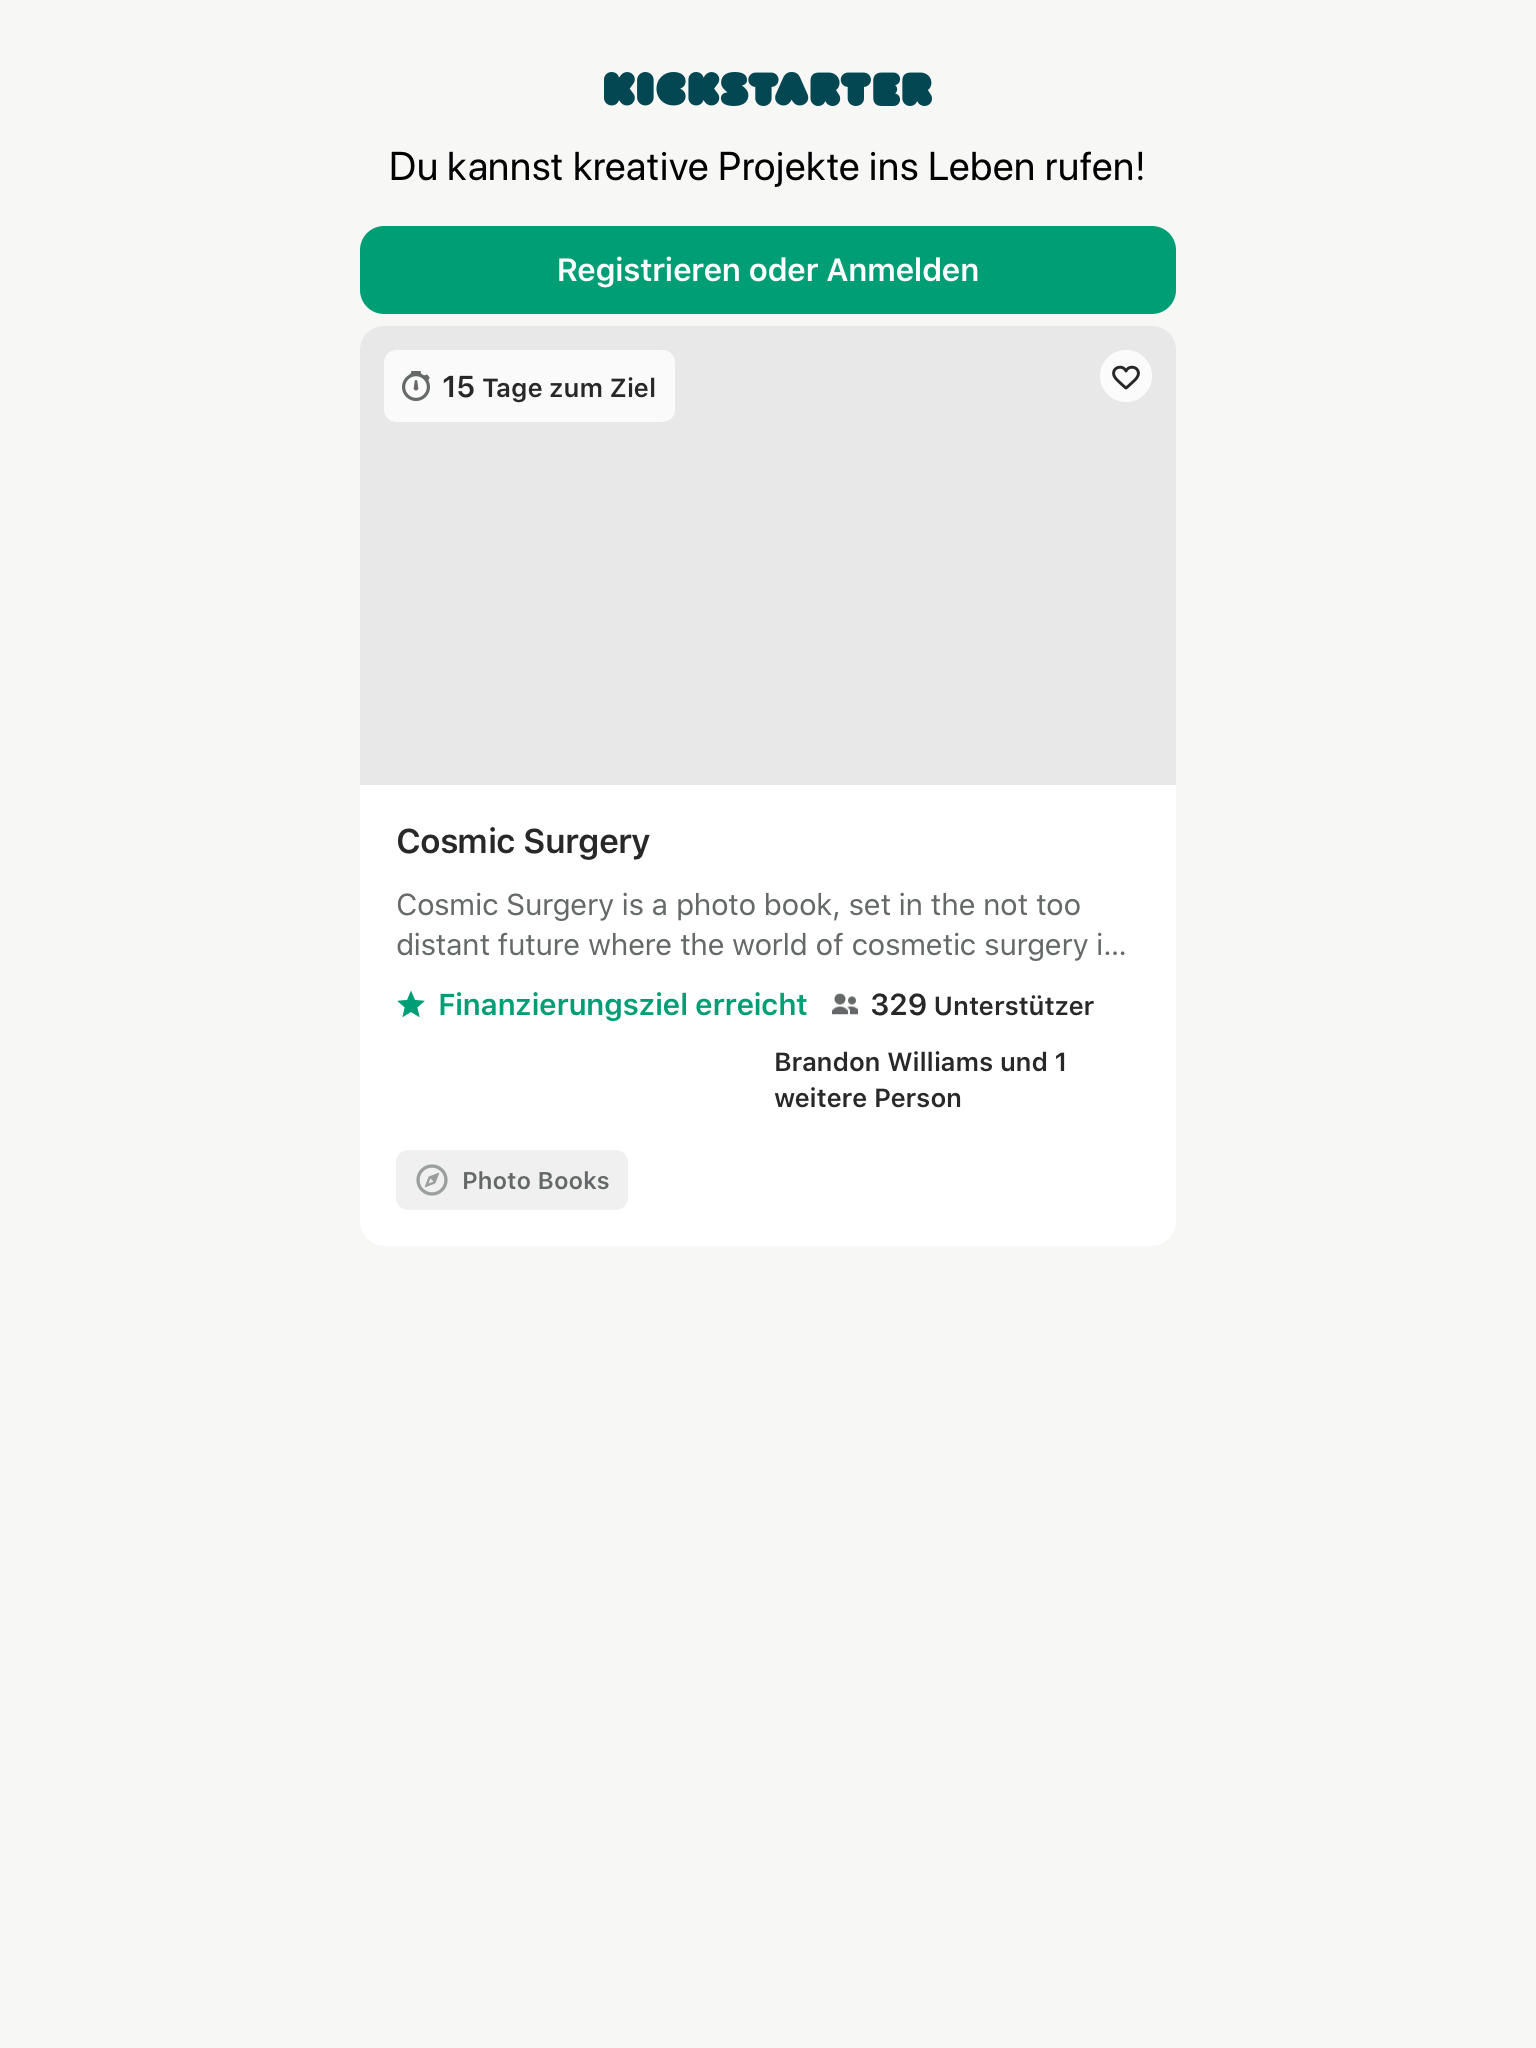 KICKSTARTER
Du kannst kreative Projekte ins Leben rufen!
Registrieren oder Anmelden
15 Tage zum Ziel
Cosmic Surgery
Cosmic Surgery is a photo book, set in the not too
distant future where the world of cosmetic surgery i...
Finanzierungsziel erreicht 329 Unterstützer
Brandon Williams und 1
weitere Person
Photo Books